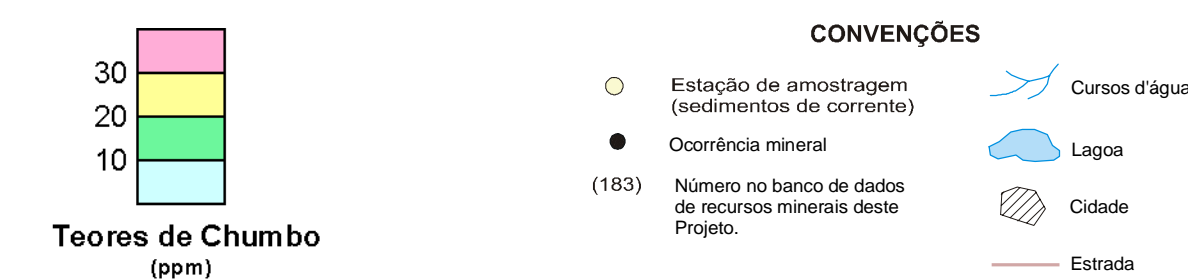 30
20
10
Teores de Chumbo
(ppm)
CONVENÇÕES
Estação de amostragem
(sedimentos de corrente)
Ocorrência mineral
(183)
Número no banco de dados
de recursos minerais deste
Projeto.
Cursos d'água
Lagoa
Cidade
Estrada